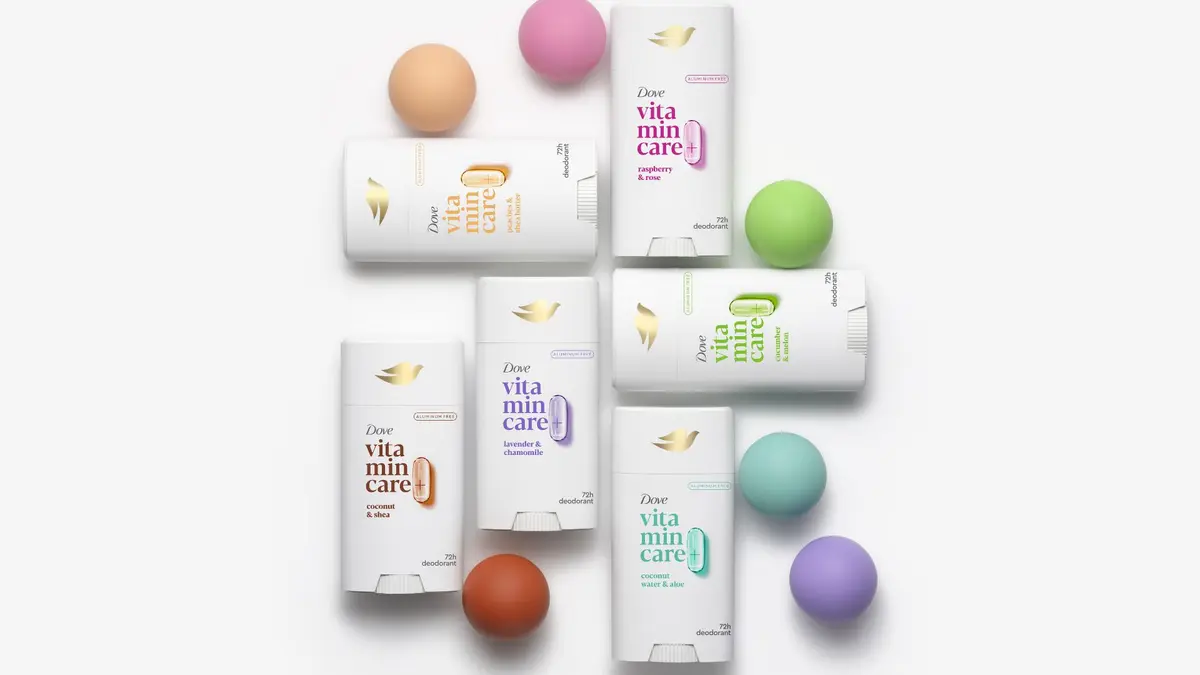 ALUMINUM FREE
Dove
vita
min
care+
raspberry
& rose
72h
deodorant
ALUMINUM FREE
Dove
vita
min
care+
peaches &
shea butter
72h
deodorant
ALUMINUM FREE
Dove
vita
min
care+
cucumber
& melon
72h
deodorant
ALUMINUM FREE
Dove
vita
min
care+
lavender &
chamomile
72h
deodorant
ALUMINUM FREE
Dove
vita
min
care+
coconut
& shea
72h
deodorant
ALUMINUM FREE
Dove
vita
min
care+
coconut
water & aloe
72h
deodorant